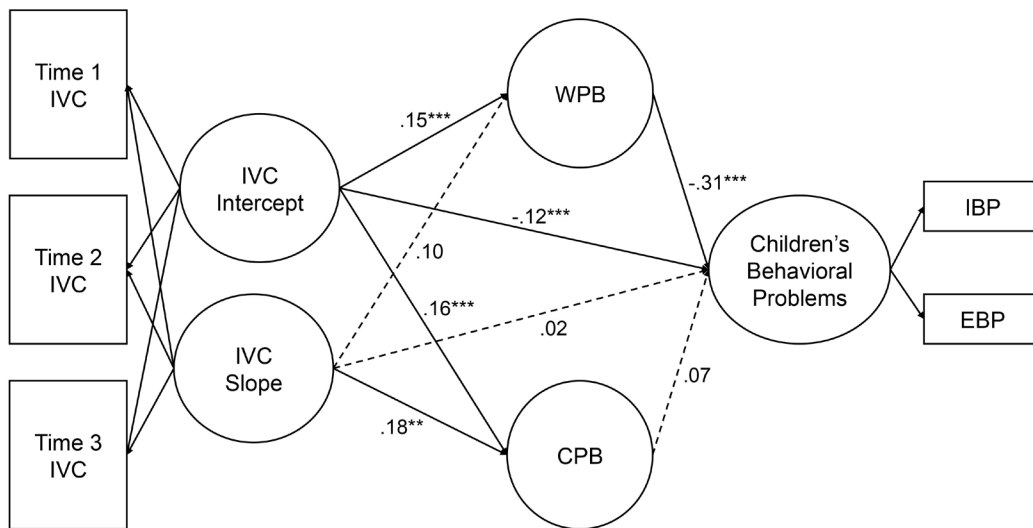 Time 1
IVC
Time 2
IVC
Time 3
IVC
IVC
Intercept
IVC
Slope
.15***
-.12***
.10
.16***
.02
.18**
WPB
CPB
-.31***
.07
Children’s
Behavioral
Problems
IBP
EBP